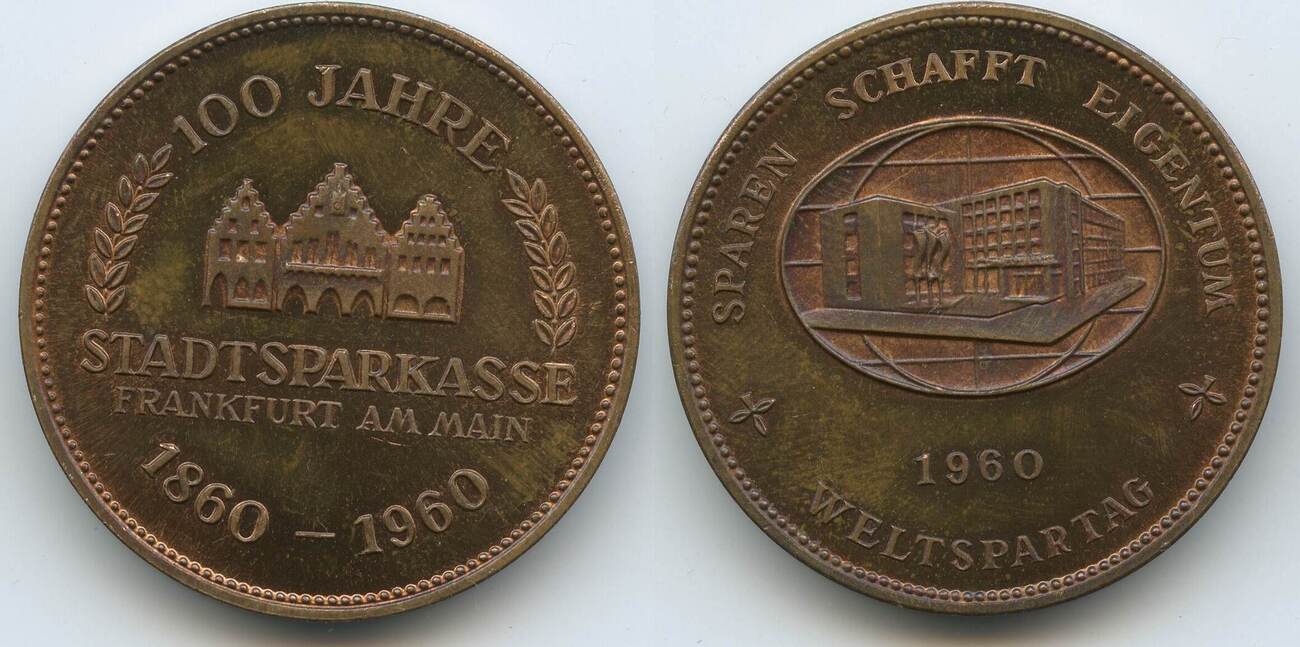 100 JAHRE
STADTSPARKASSE
FRANKFURT AM MAIN
1860 – 1960
SPAREN SCHAFFT EIGENTUM
1960
WELTSPARTAG